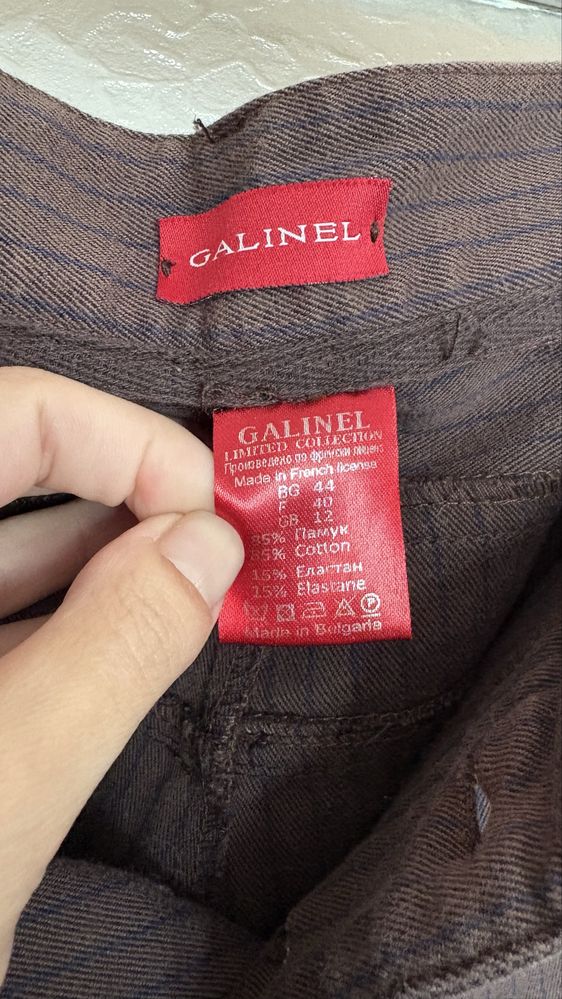 GALINEL
GALINEL
LIMITED COLLECTION
Произведено по френски лиценз
Made in French license
BG 44
F 40
GB 12
85% Памук
85% Cotton
15% Еластан
15% Elastane
P
Made in Bulgaria